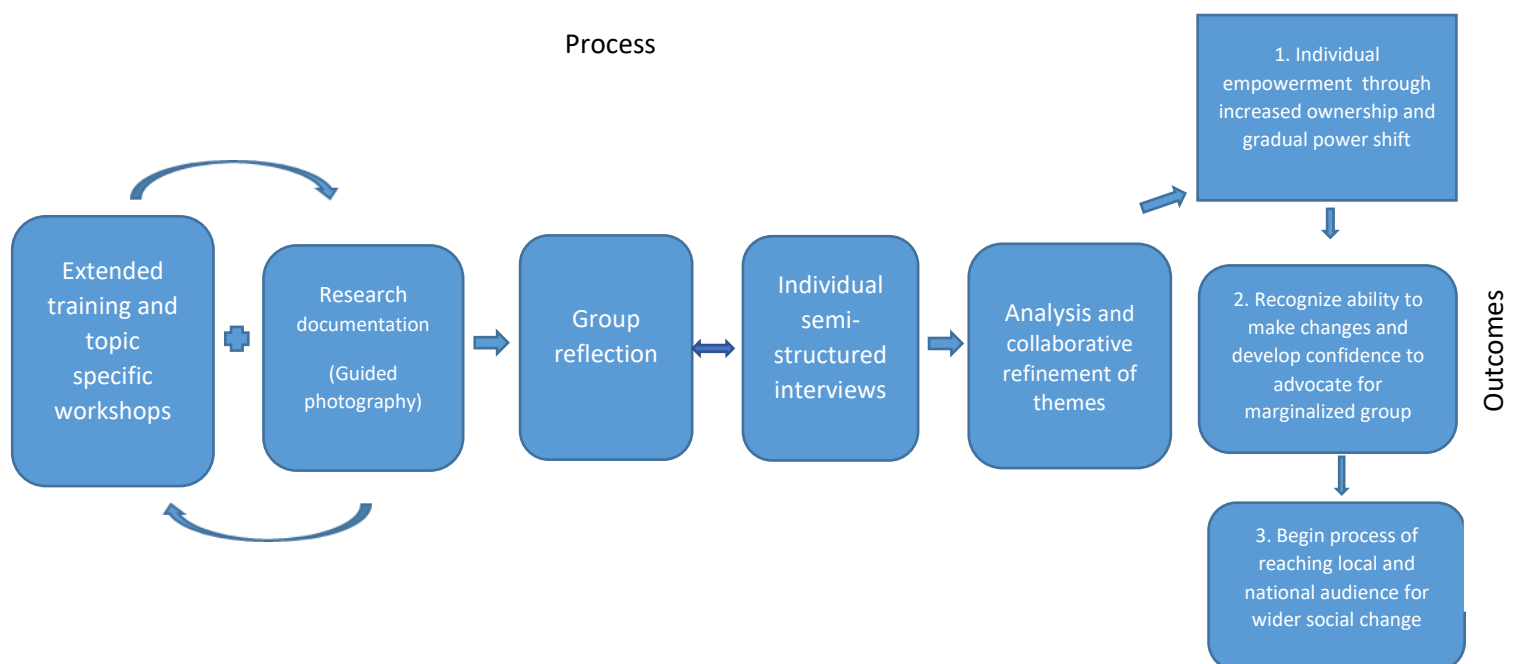 Process
Extended
training and
topic
specific
workshops
Research
documentation
(Guided
photography)
Group
reflection
Individual
semi-
structured
interviews
Analysis and
collaborative
refinement of
themes
1. Individual
empowerment through
increased ownership and
gradual power shift
2. Recognize ability to
make changes and
develop confidence to
advocate for
marginalized group
3. Begin process of
reaching local and
national audience for
wider social change
Outcomes